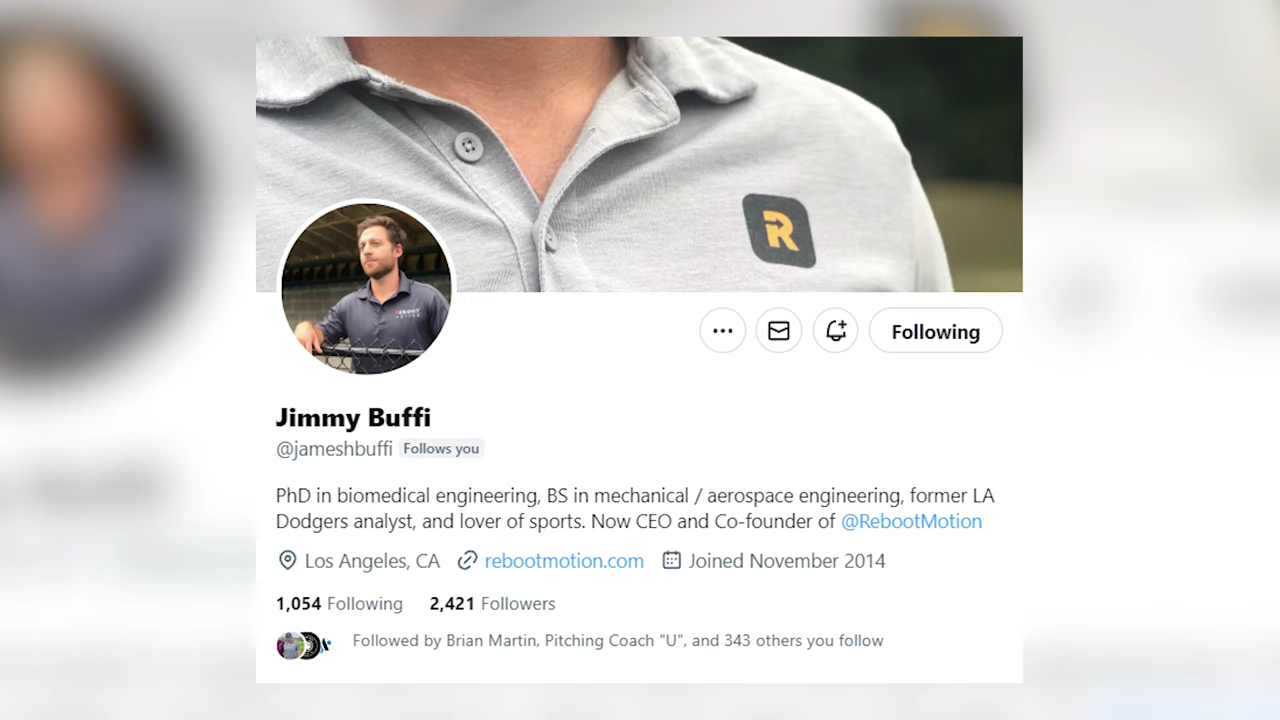 R
REBOOT
MOTION
Following
Jimmy Buffi
@jameshbuffi Follows you
PhD in biomedical engineering, BS in mechanical / aerospace engineering, former LA
Dodgers analyst, and lover of sports. Now CEO and Co-founder of @RebootMotion
Los Angeles, CA rebootmotion.com Joined November 2014
1,054 Following 2,421 Followers
Followed by Brian Martin, Pitching Coach "U", and 343 others you follow